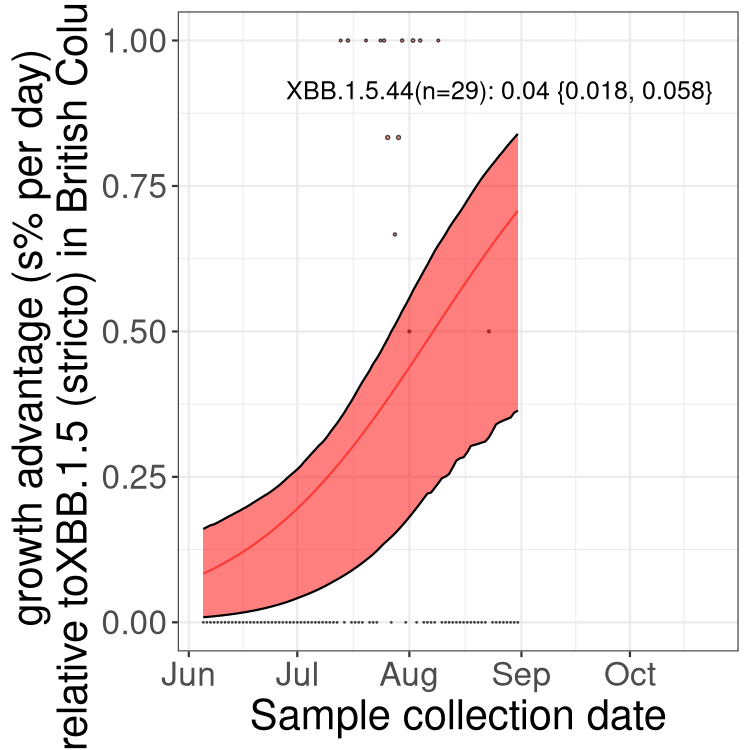 growth advantage (s% per day)
relative toXBB.1.5 (stricto) in British Colu
1.00
0.75
0.50
0.25
0.00
XBB.1.5.44(n=29): 0.04 {0.018, 0.058}
Jun Jul Aug Sep Oct
Sample collection date